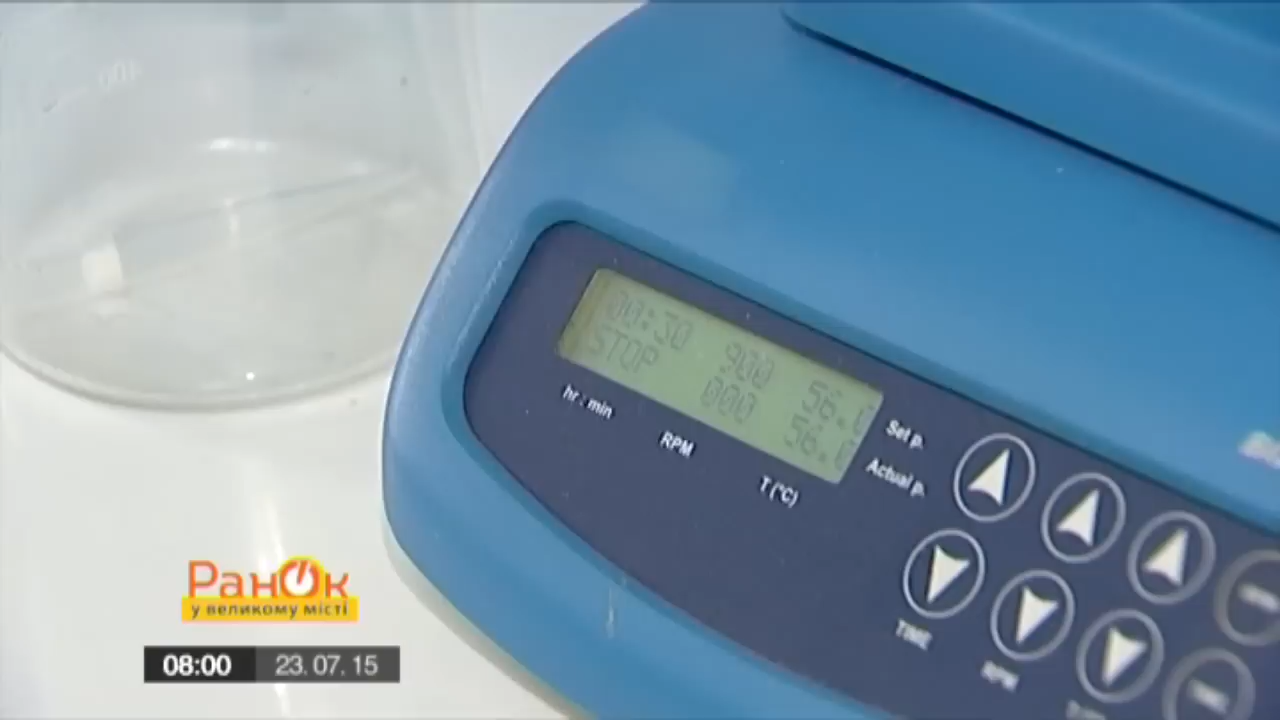 100
00:30 900 56.0
STOP 000 56.0
hr : min RPM T (°C)
Set p.
Actual p.
TIME
RPM
РанОк
у великому місті
08:00 23.07.15